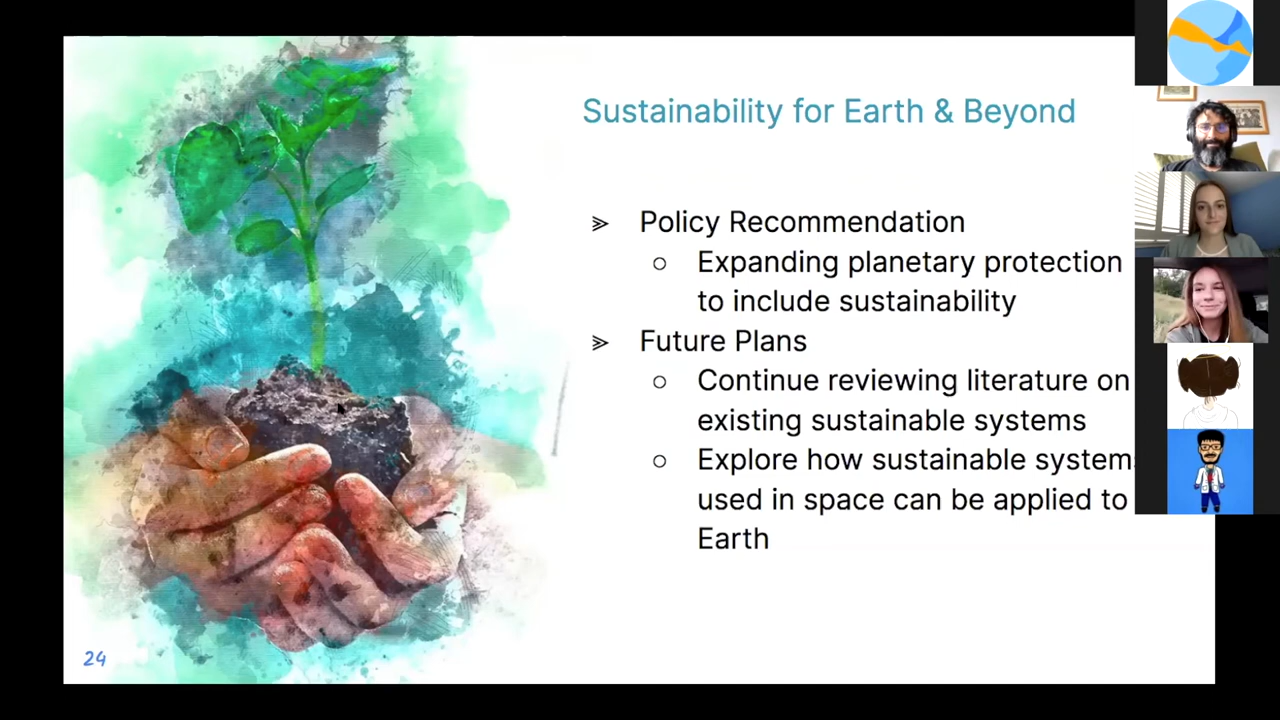 Sustainability for Earth & Beyond
⪢ Policy Recommendation
○ Expanding planetary protection
to include sustainability
⪢ Future Plans
○ Continue reviewing literature on
existing sustainable systems
○ Explore how sustainable system
used in space can be applied to
Earth
24